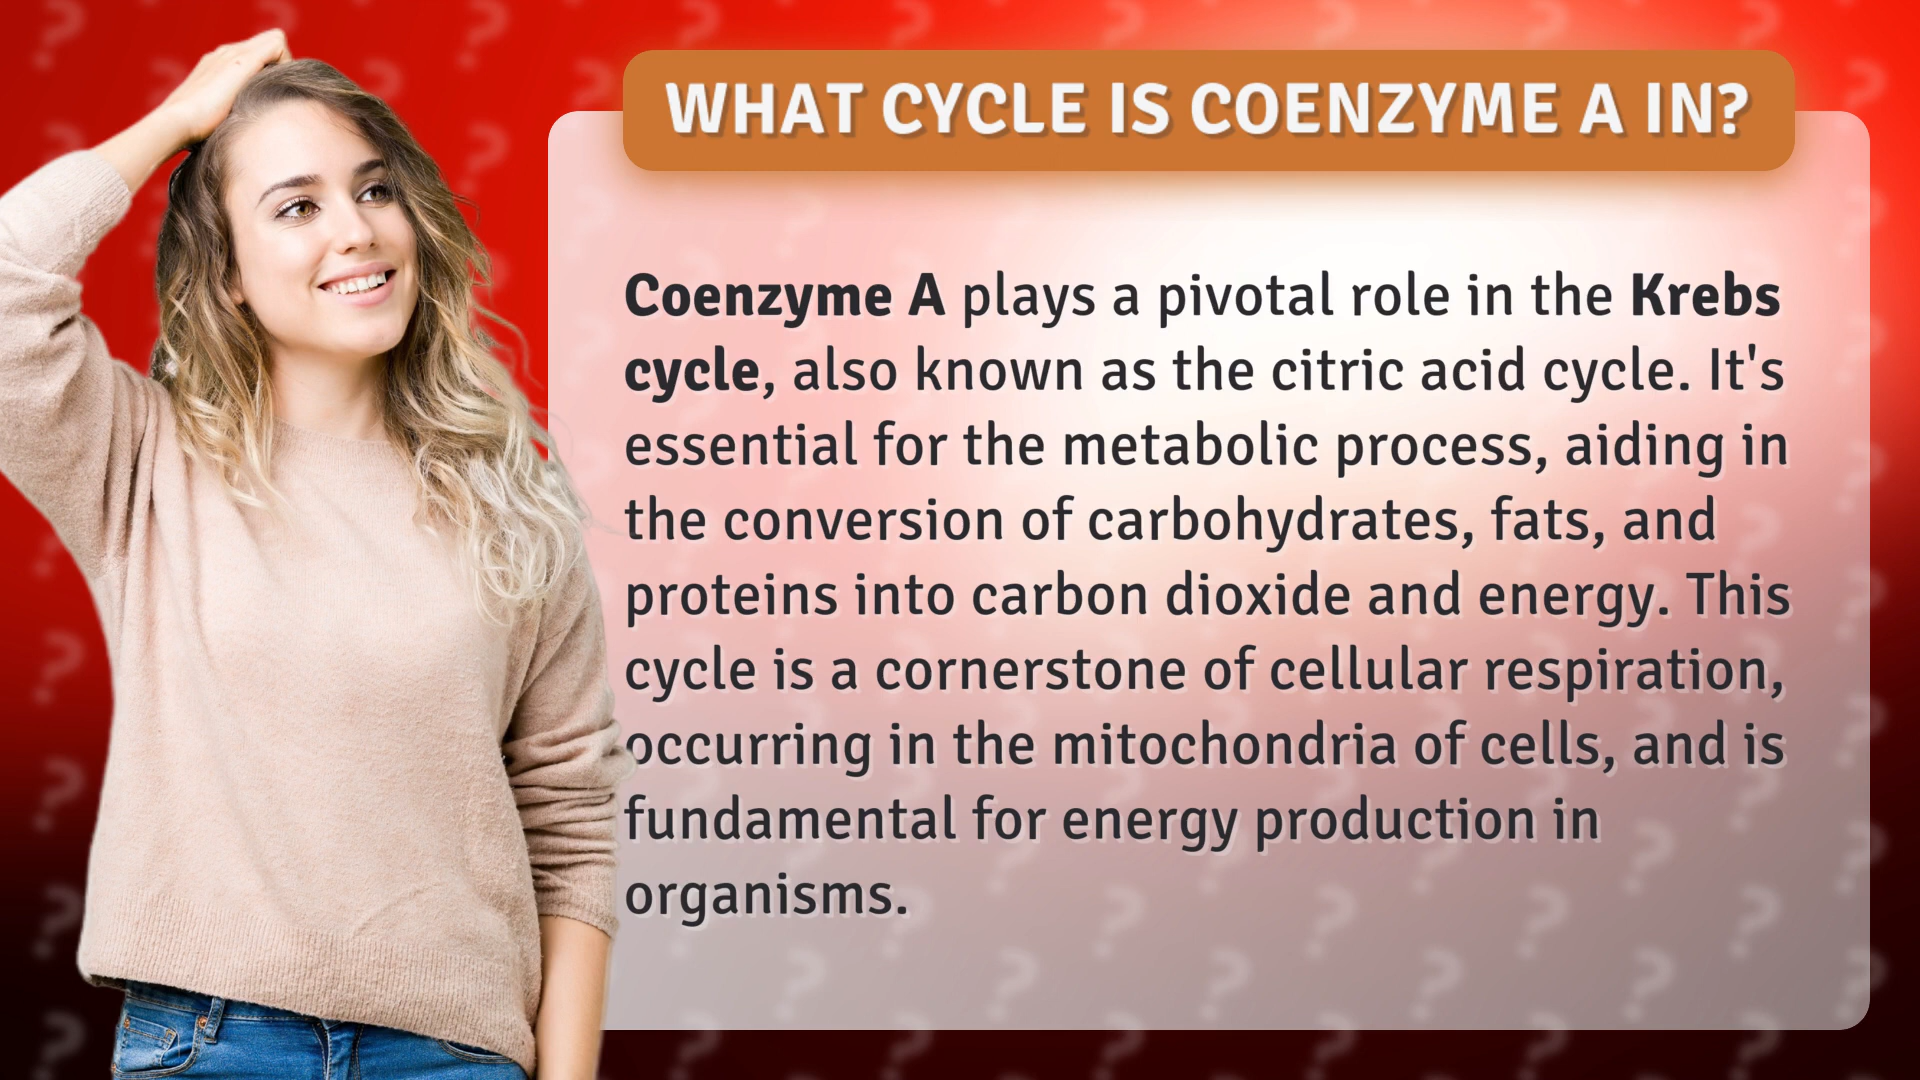 WHAT CYCLE IS COENZYME A IN?
Coenzyme A plays a pivotal role in the Krebs
cycle, also known as the citric acid cycle. It's
essential for the metabolic process, aiding in
the conversion of carbohydrates, fats, and
proteins into carbon dioxide and energy. This
cycle is a cornerstone of cellular respiration,
occurring in the mitochondria of cells, and is
fundamental for energy production in
organisms.